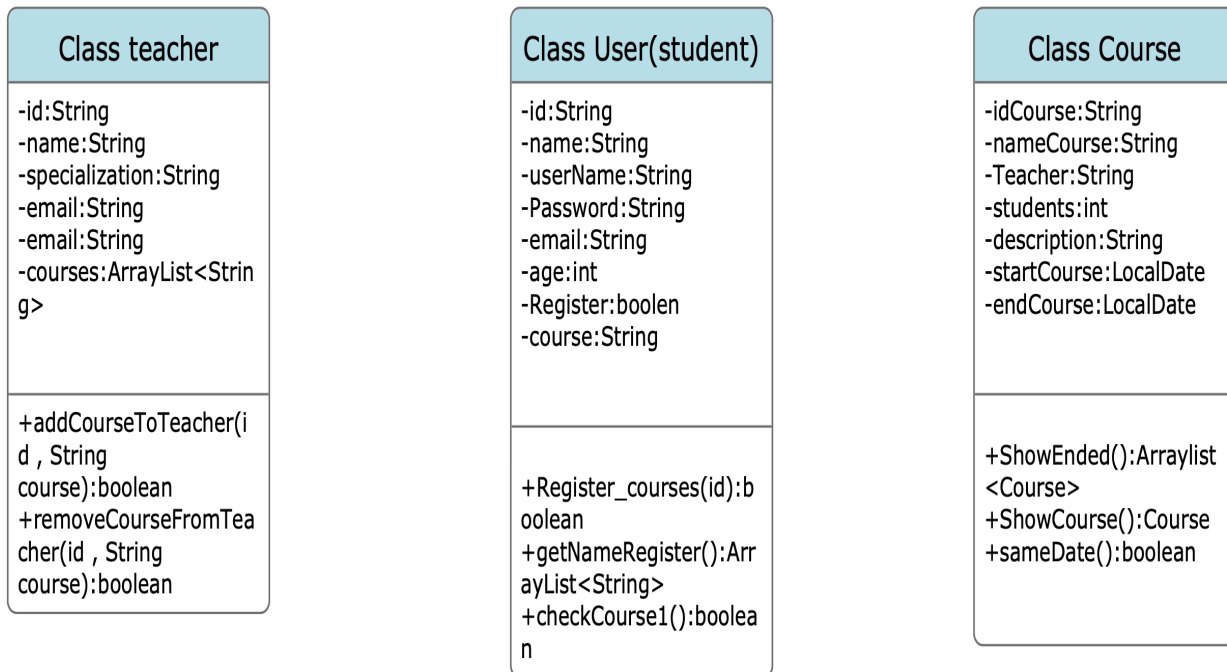 Class teacher
-id:String
-name:String
-specialization:String
-email:String
-email:String
-courses:ArrayList<Strin
g>
+addCourseToTeacher(i
d , String
course):boolean
+removeCourseFromTea
cher(id , String
course):boolean
Class User(student)
-id:String
-name:String
-userName:String
-Password:String
-email:String
-age:int
-Register:boolen
-course:String
+Register_courses(id):b
oolean
+getNameRegister():Arr
ayList<String>
+checkCourse1():boolea
n
Class Course
-idCourse:String
-nameCourse:String
-Teacher:String
-students:int
-description:String
-startCourse:LocalDate
-endCourse:LocalDate
+ShowEnded():Arraylist
<Course>
+ShowCourse():Course
+sameDate():boolean